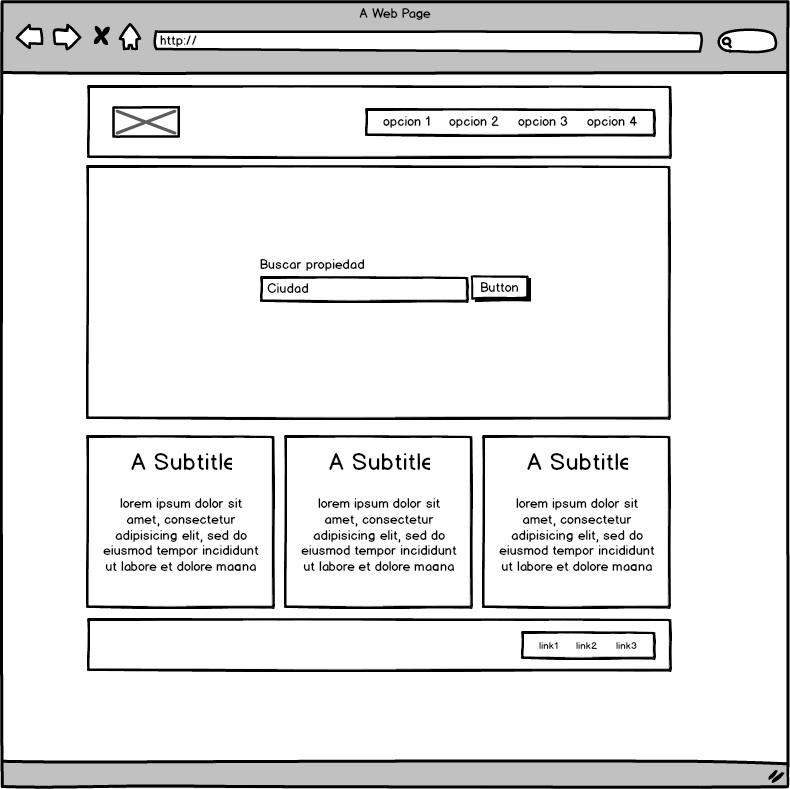 A Web Page
http://
opcion 1 opcion 2 opcion 3 opcion 4
Buscar propiedad
Ciudad Button
A Subtitle A Subtitle A Subtitle
lorem ipsum dolor sit
amet, consectetur
adipisicing elit, sed do
eiusmod tempor incididunt
ut labore et dolore magna
lorem ipsum dolor sit
amet, consectetur
adipisicing elit, sed do
eiusmod tempor incididunt
ut labore et dolore magna
lorem ipsum dolor sit
amet, consectetur
adipisicing elit, sed do
eiusmod tempor incididunt
ut labore et dolore magna
link1 link2 link3